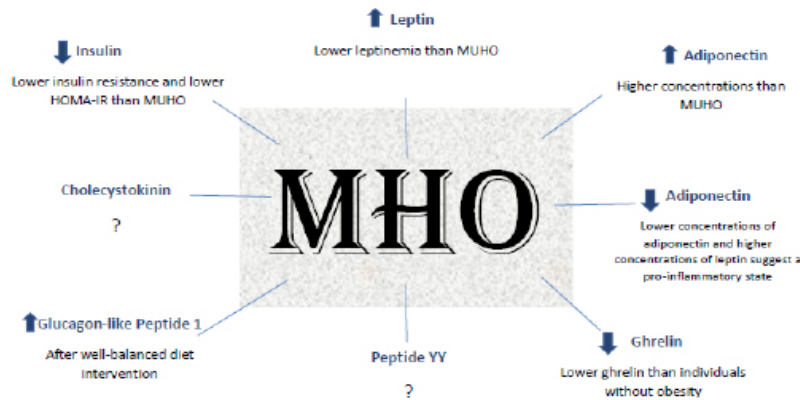 Leptin
Lower leptinemia than MUHO
Insulin
Lower insulin resistance and lower
HOMA-IR than MUHO
Adiponectin
Higher concentrations than
MUHO
MHO
Cholecystokinin
?
Adiponectin
Lower concentrations of
adiponectin and higher
concentrations of leptin suggest a
pro-inflammatory state
Glucagon-like Peptide 1
After well-balanced diet
intervention
Peptide YY
?
Ghrelin
Lower ghrelin than individuals
without obesity